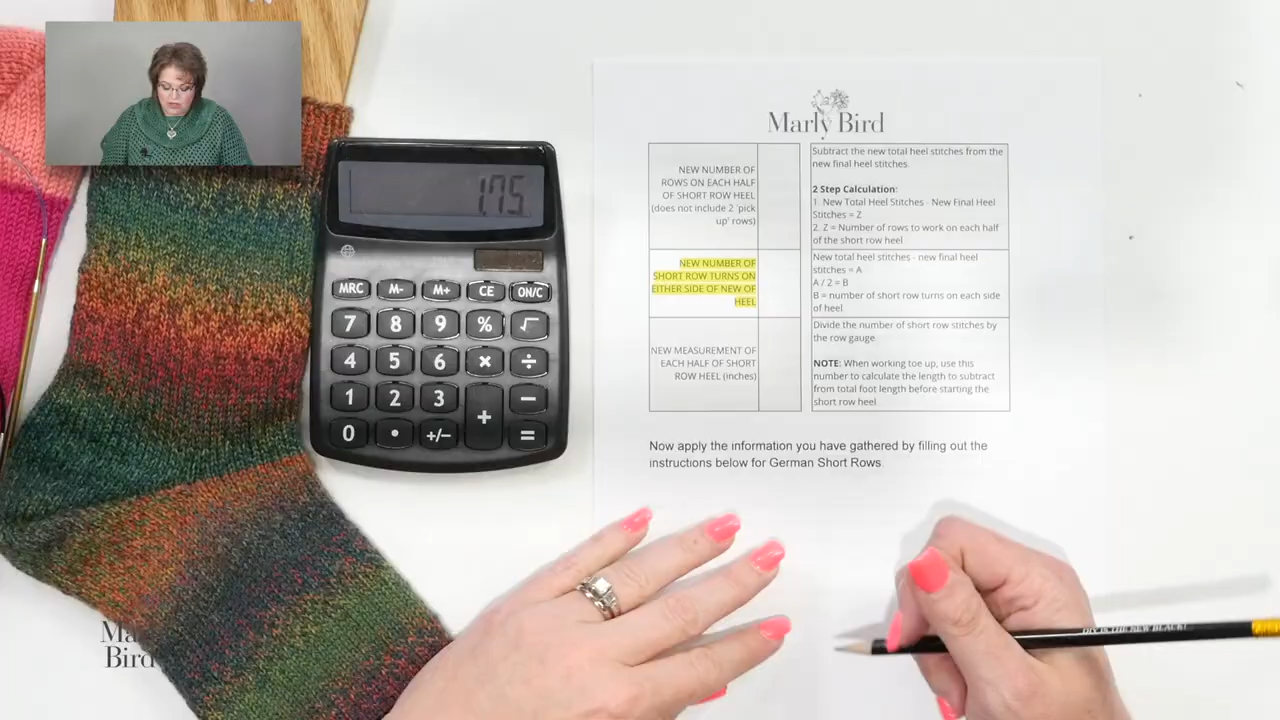 Marly Bird
NEW NUMBER OF
ROWS ON EACH HALF
OF SHORT ROW HEEL
(does not include 2 'pick
up' rows)
Subtract the new total heel stitches from the
new final heel stitches.
2 Step Calculation:
1. New Total Heel Stitches - New Final Heel
Stitches = Z
2. Z = Number of rows to work on each half
of the short row heel
NEW NUMBER OF
SHORT ROW TURNS ON
EITHER SIDE OF NEW OF
HEEL
New total heel stitches - new final heel
stitches = A
A / 2 = B
B = number of short row turns on each side
of heel
NEW MEASUREMENT OF
EACH HALF OF SHORT
ROW HEEL (inches)
Divide the number of short row stitches by
the row gauge
NOTE: When working toe up, use this
number to calculate the length to subtract
from total foot length before starting the
short row heel
Now apply the information you have gathered by filling out the
instructions below for German Short Rows.
1.75
MRC M- M+ CE ON/C
7 8 9 % √
4 5 6 × ÷
1 2 3 + −
0 • +/− =
DIY IS THE NEW BLACK!
Ma
Bird